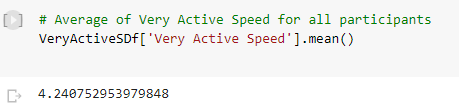 # Average of Very Active Speed for all participants
VeryActiveSDf['Very Active Speed'].mean()
4.240752953979848